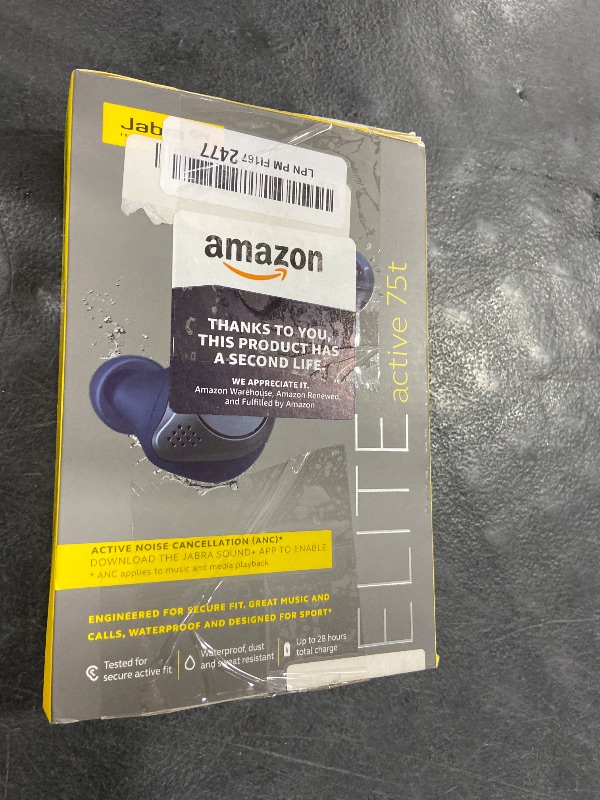 Jab
LPN PM FI167 2477
amazon
THANKS TO YOU,
THIS PRODUCT HAS
A SECOND LIFE.
WE APPRECIATE IT.
Amazon Warehouse, Amazon Renewed,
and Fulfilled by Amazon
ELITE active 75t
ACTIVE NOISE CANCELLATION (ANC)*
DOWNLOAD THE JABRA SOUND+ APP TO ENABLE
* ANC applies to music and media playback
ENGINEERED FOR SECURE FIT, GREAT MUSIC AND
CALLS, WATERPROOF AND DESIGNED FOR SPORT*
Tested for
secure active fit
Waterproof, dust
and sweat resistant
Up to 28 hours
total charge